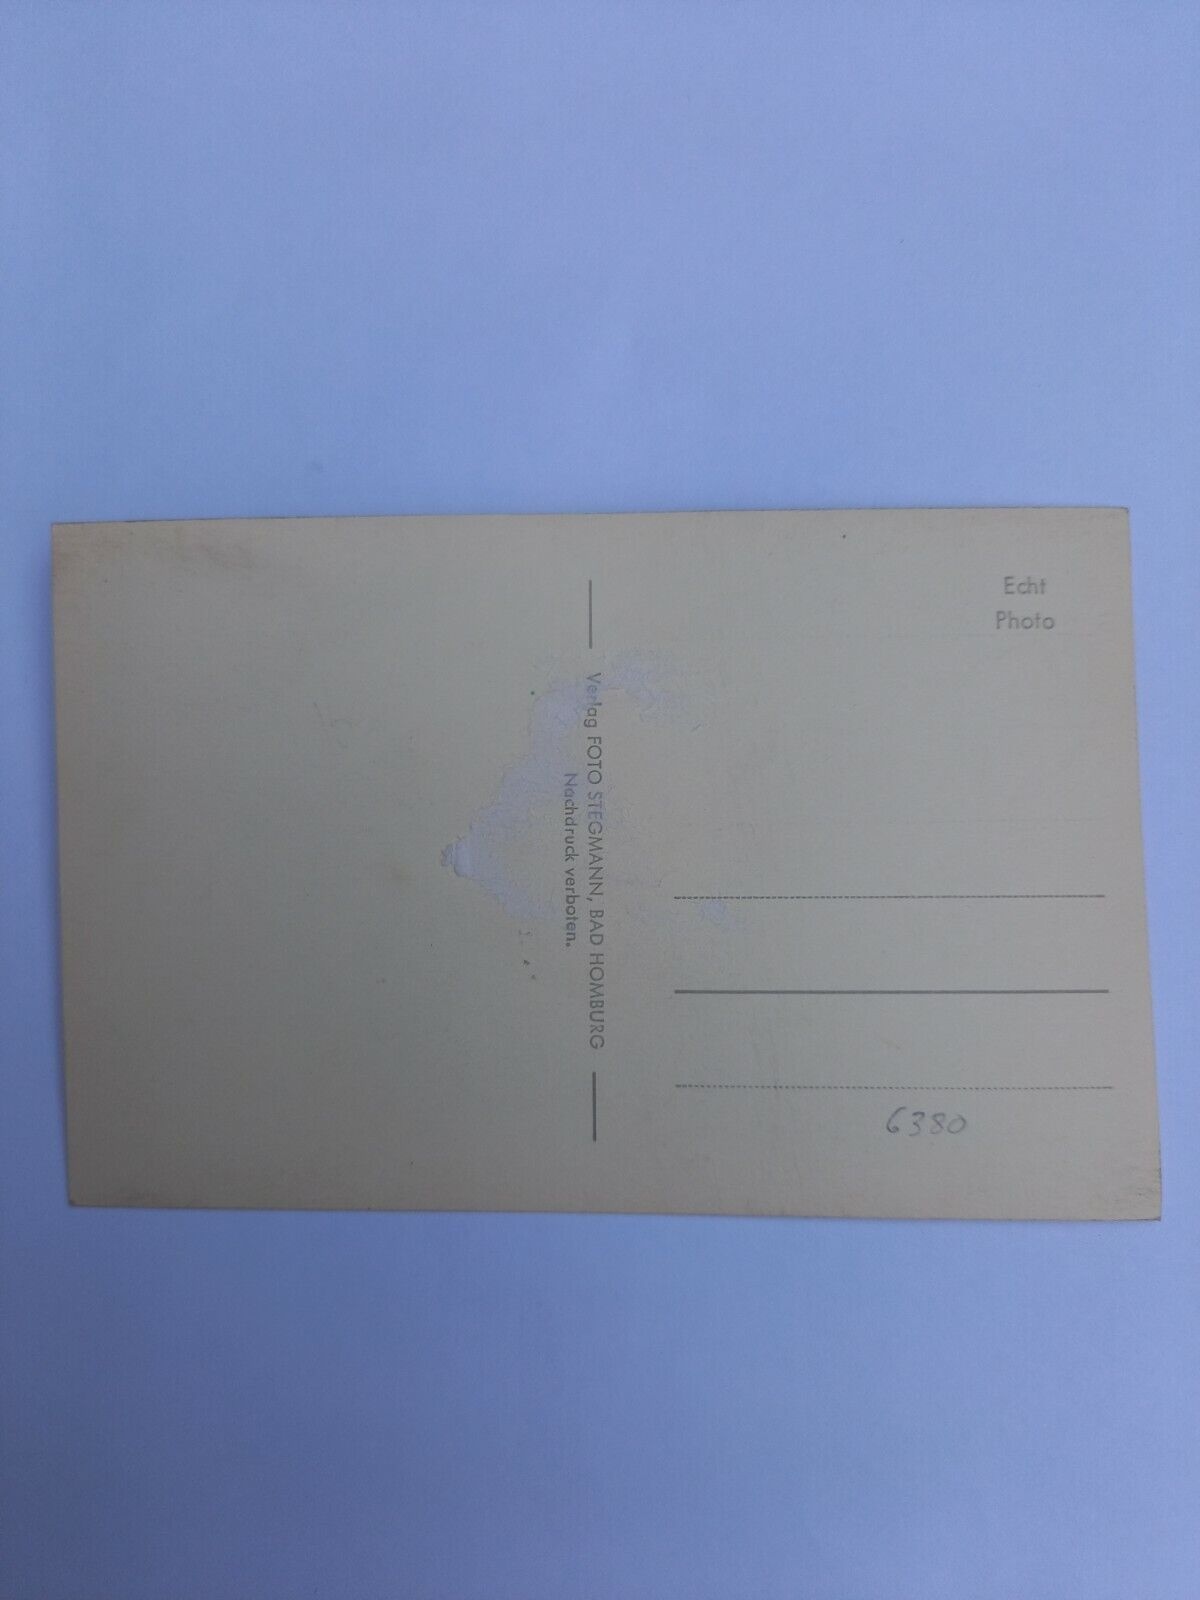 Echt
Photo
Verlag FOTO STEGMANN, BAD HOMBURG
Nachdruck verboten.
6380